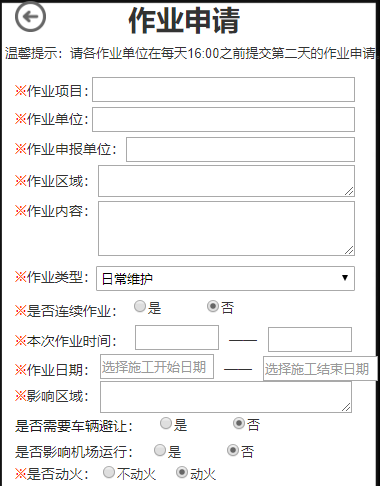 作业申请
温馨提示：请各作业单位在每天16:00之前提交第二天的作业申请
※作业项目：
※作业单位：
※作业申报单位：
※作业区域：
※作业内容：
※作业类型： 日常维护
※是否连续作业： 是 否
※本次作业时间： ——
※作业日期： 选择施工开始日期 —— 选择施工结束日期
※影响区域：
是否需要车辆避让： 是 否
是否影响机场运行： 是 否
※是否动火： 不动火 动火